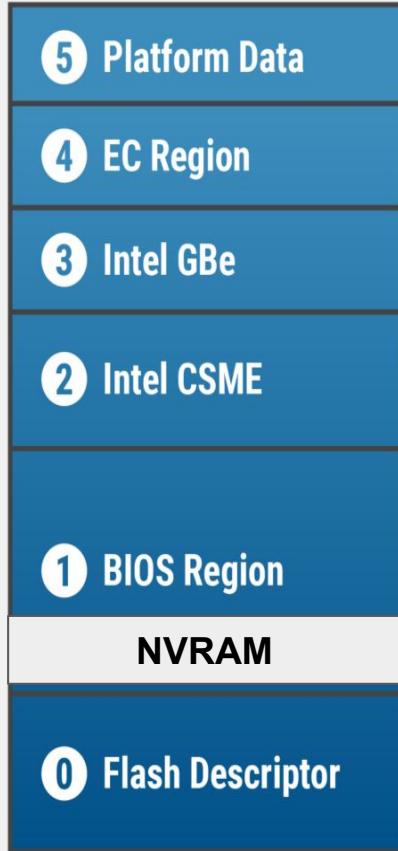 5 Platform Data
4 EC Region
3 Intel GBe
2 Intel CSME
1 BIOS Region
NVRAM
0 Flash Descriptor